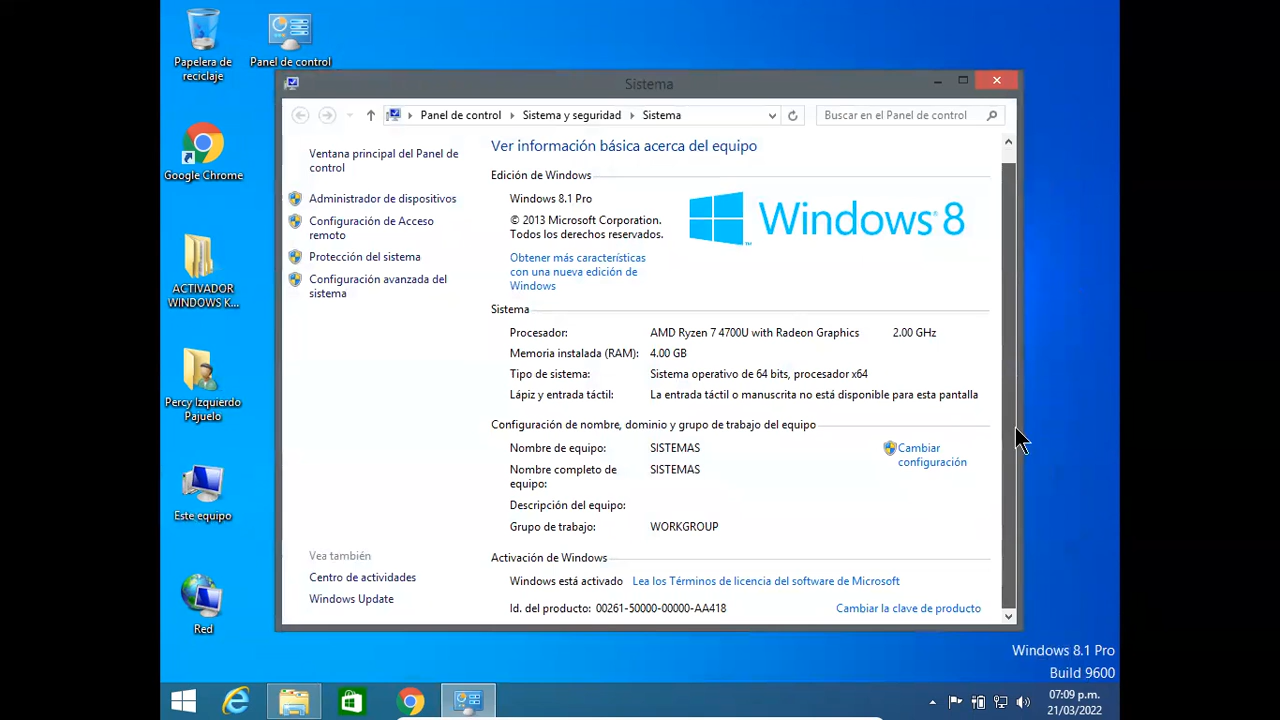 Papelera de
reciclaje
Panel de control
Google Chrome
ACTIVADOR
WINDOWS K...
Percy Izquierdo
Pajuelo
Este equipo
Red
Sistema
Panel de control
Sistema y seguridad
Sistema
Buscar en el Panel de control
Ventana principal del Panel de
control
Administrador de dispositivos
Configuración de Acceso
remoto
Protección del sistema
Configuración avanzada del
sistema
Vea también
Centro de actividades
Windows Update
Ver información básica acerca del equipo
Edición de Windows
Windows 8.1 Pro
© 2013 Microsoft Corporation.
Todos los derechos reservados.
Obtener más características
con una nueva edición de
Windows
Windows® 8
Sistema
Procesador: AMD Ryzen 7 4700U with Radeon Graphics 2.00 GHz
Memoria instalada (RAM): 4.00 GB
Tipo de sistema: Sistema operativo de 64 bits, procesador x64
Lápiz y entrada táctil: La entrada táctil o manuscrita no está disponible para esta pantalla
Configuración de nombre, dominio y grupo de trabajo del equipo
Nombre de equipo: SISTEMAS
Cambiar
configuración
Nombre completo de SISTEMAS
equipo:
Descripción del equipo:
Grupo de trabajo: WORKGROUP
Activación de Windows
Windows está activado Lea los Términos de licencia del software de Microsoft
Id. del producto: 00261-50000-00000-AA418 Cambiar la clave de producto
Windows 8.1 Pro
Build 9600
07:09 p.m.
21/03/2022